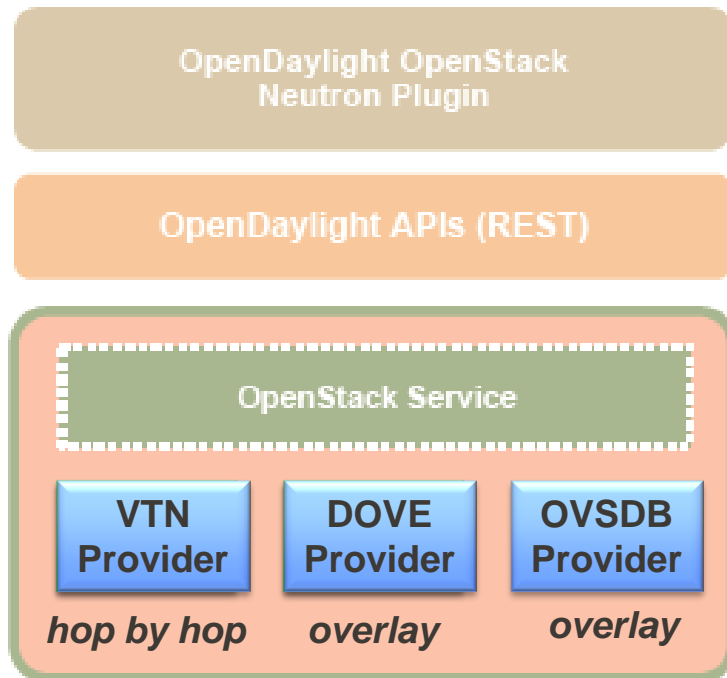 OpenDaylight OpenStack
Neutron Plugin
OpenDaylight APIs (REST)
OpenStack Service
VTN
Provider
DOVE
Provider
OVSDB
Provider
hop by hop
overlay
overlay